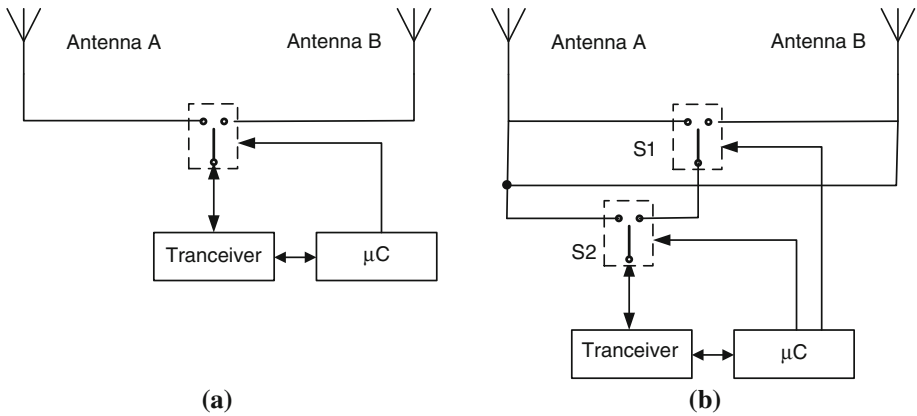 Antenna A
Antenna B
Tranceiver
μC
(a)
Antenna A
Antenna B
S1
S2
Tranceiver
μC
(b)